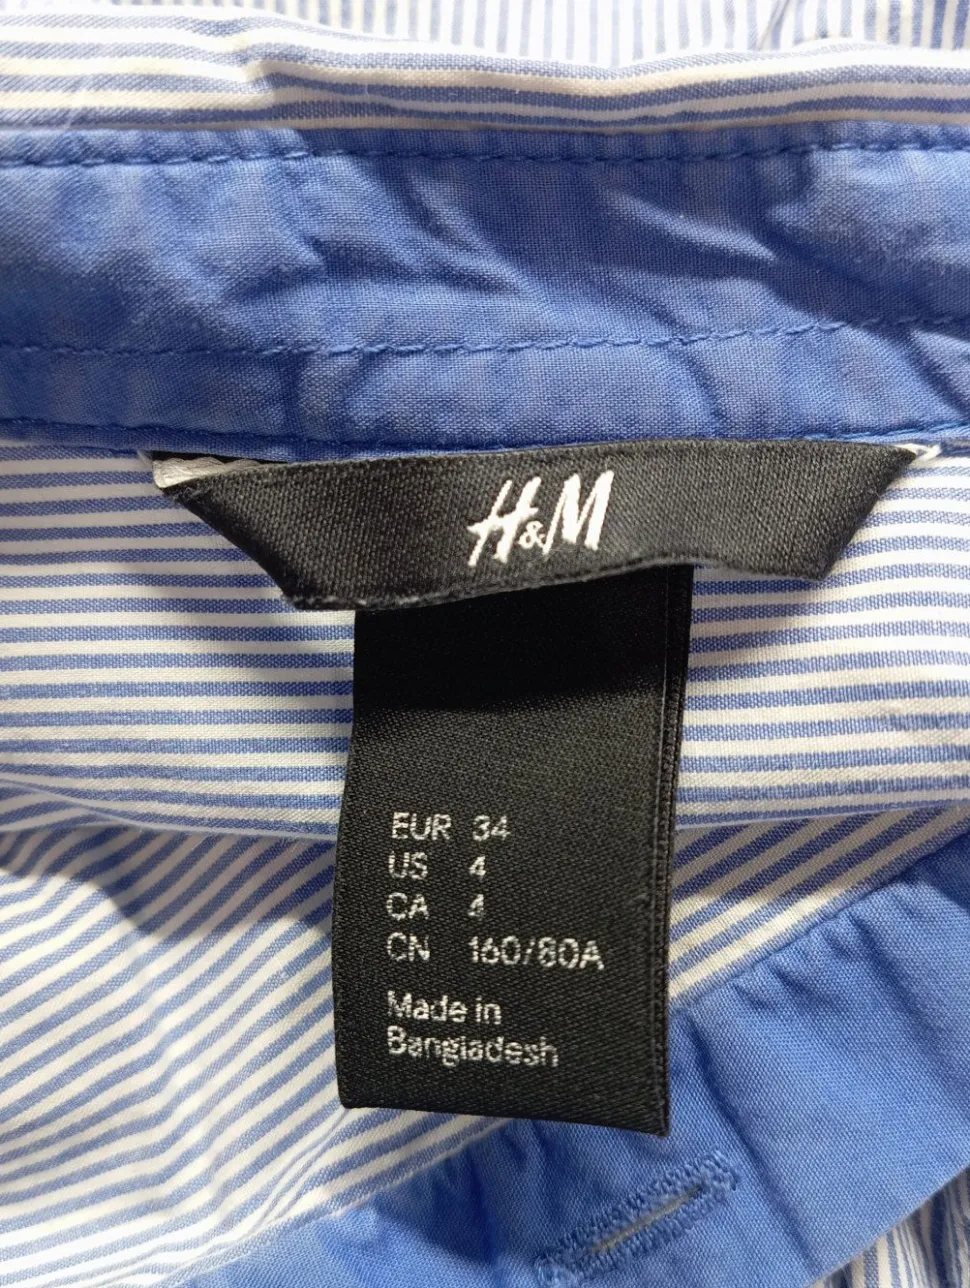 H&M
EUR 34
US 4
CA 4
CN 160/80A
Made in
Bangladesh